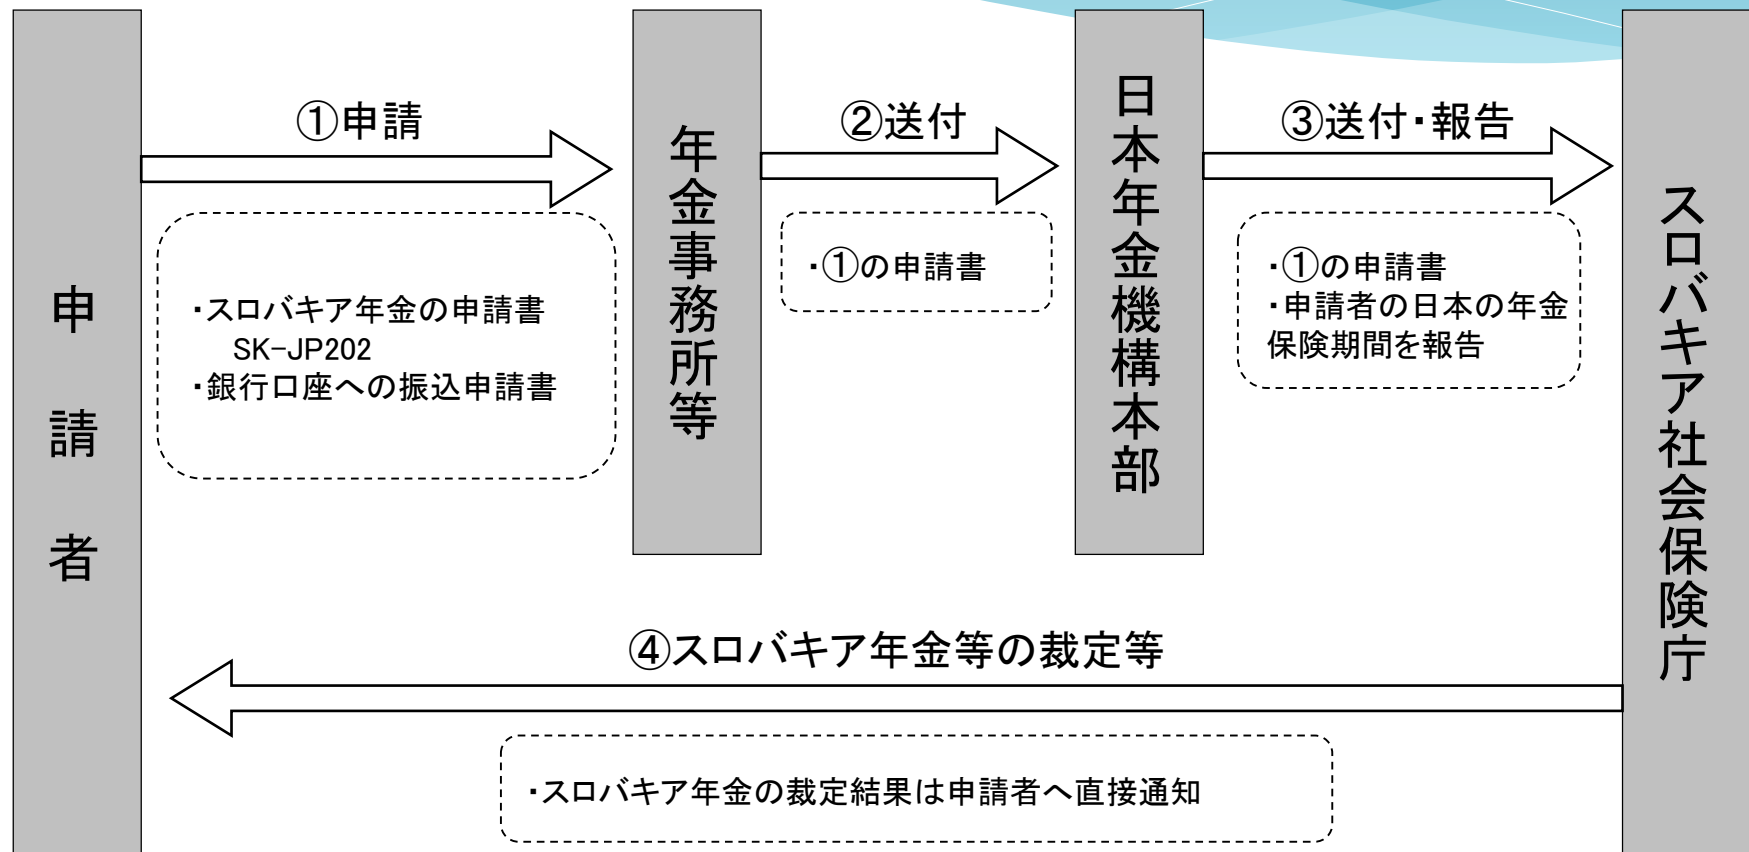 申請者
①申請
・スロバキア年金の申請書
SK-JP202
・銀行口座への振込申請書
年金事務所等
②送付
・①の申請書
日本年金機構本部
③送付・報告
・①の申請書
・申請者の日本の年金
保険期間を報告
スロバキア社会保険庁
④スロバキア年金等の裁定等
・スロバキア年金の裁定結果は申請者へ直接通知